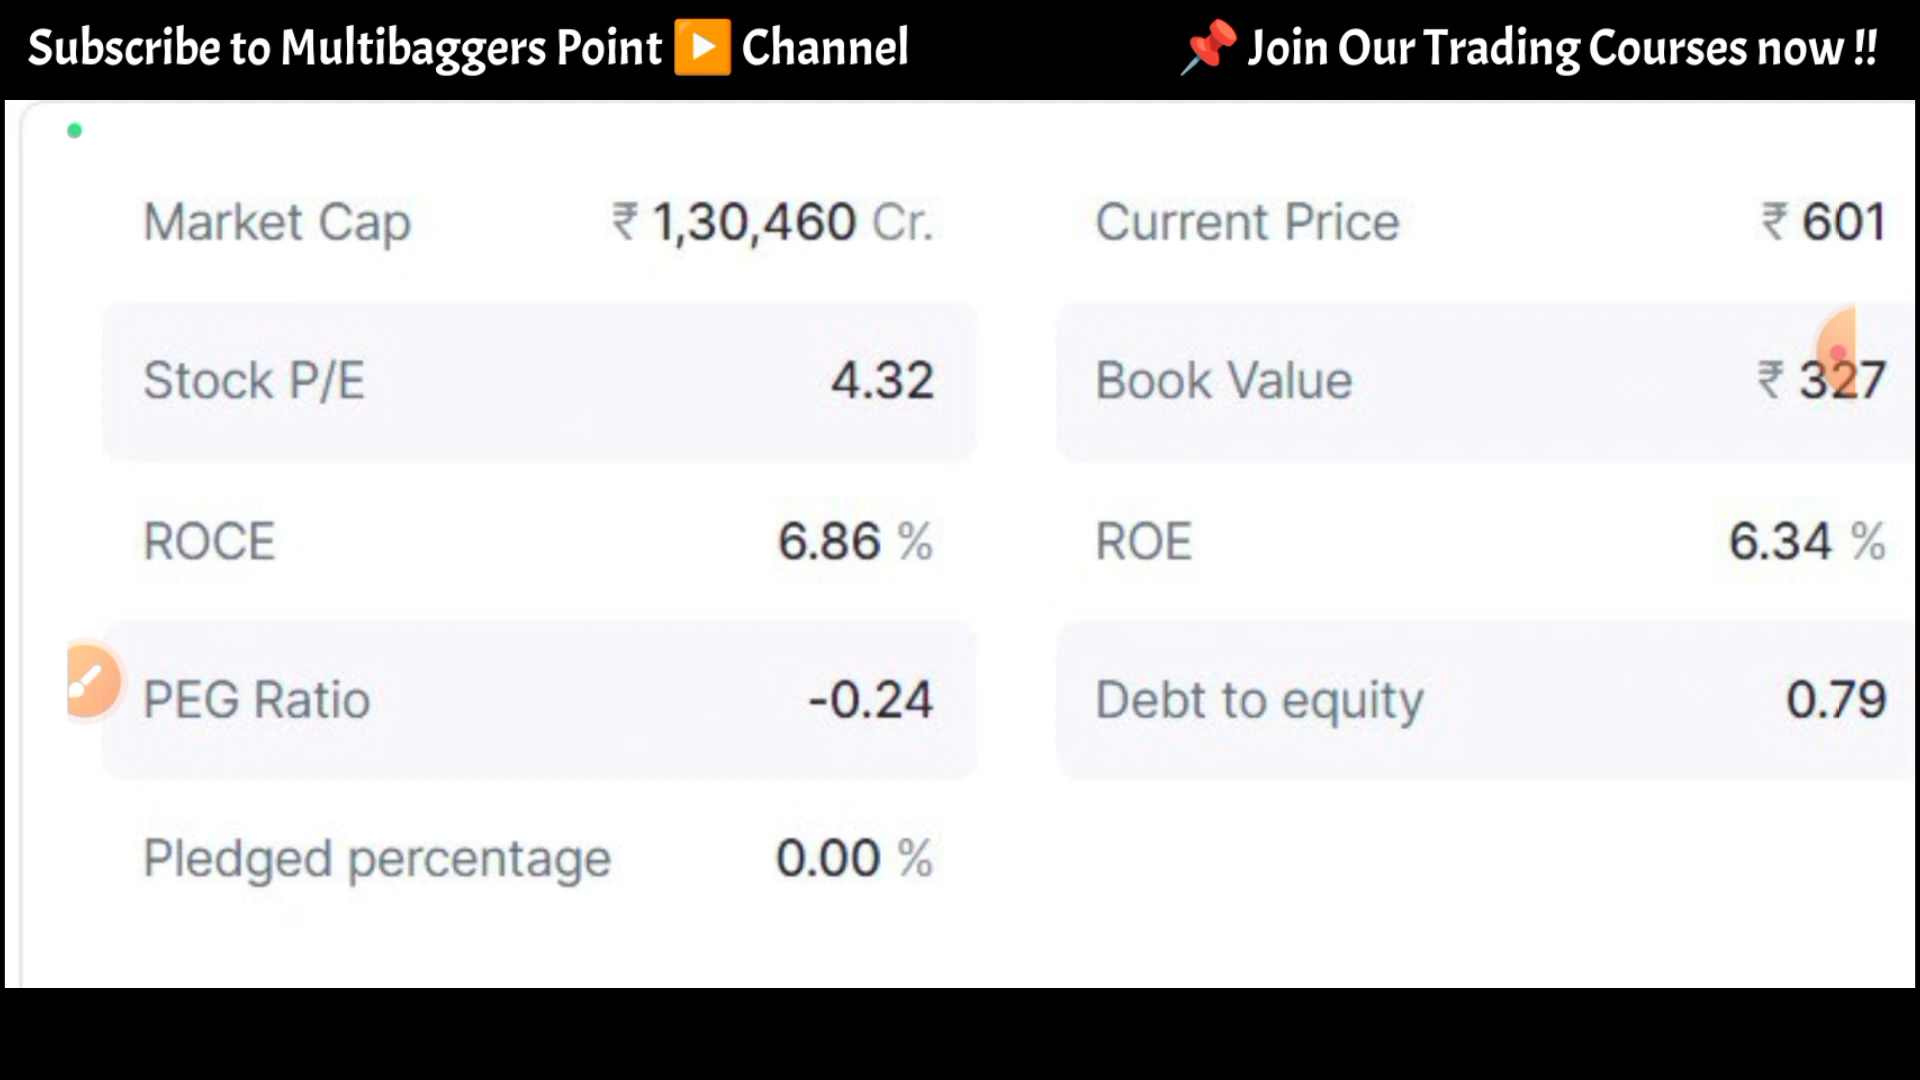 Subscribe to Multibaggers Point ▶️ Channel
📌 Join Our Trading Courses now !!
Market Cap ₹ 1,30,460 Cr.
Current Price ₹ 601
Stock P/E 4.32
Book Value ₹ 327
ROCE 6.86 %
ROE 6.34 %
PEG Ratio -0.24
Debt to equity 0.79
Pledged percentage 0.00 %